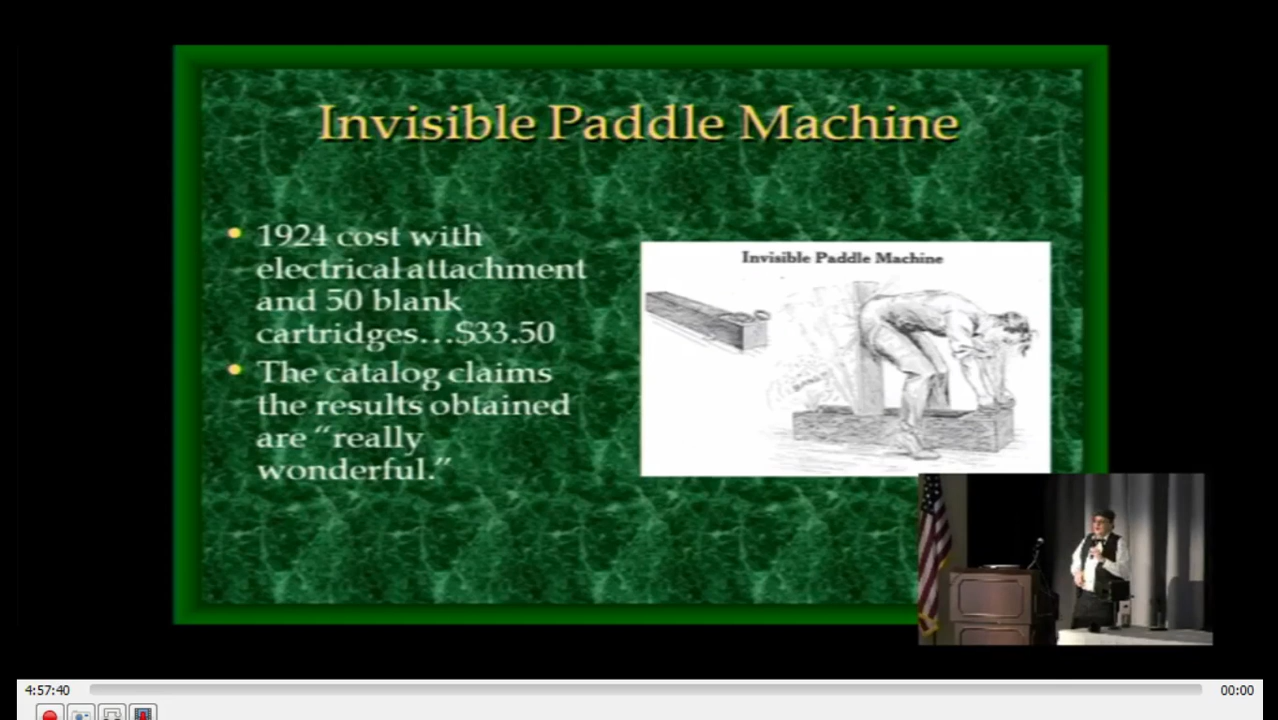 Invisible Paddle Machine
• 1924 cost with
electrical attachment
and 50 blank
cartridges...$33.50
• The catalog claims
the results obtained
are "really
wonderful."
Invisible Paddle Machine
4:57:40
00:00